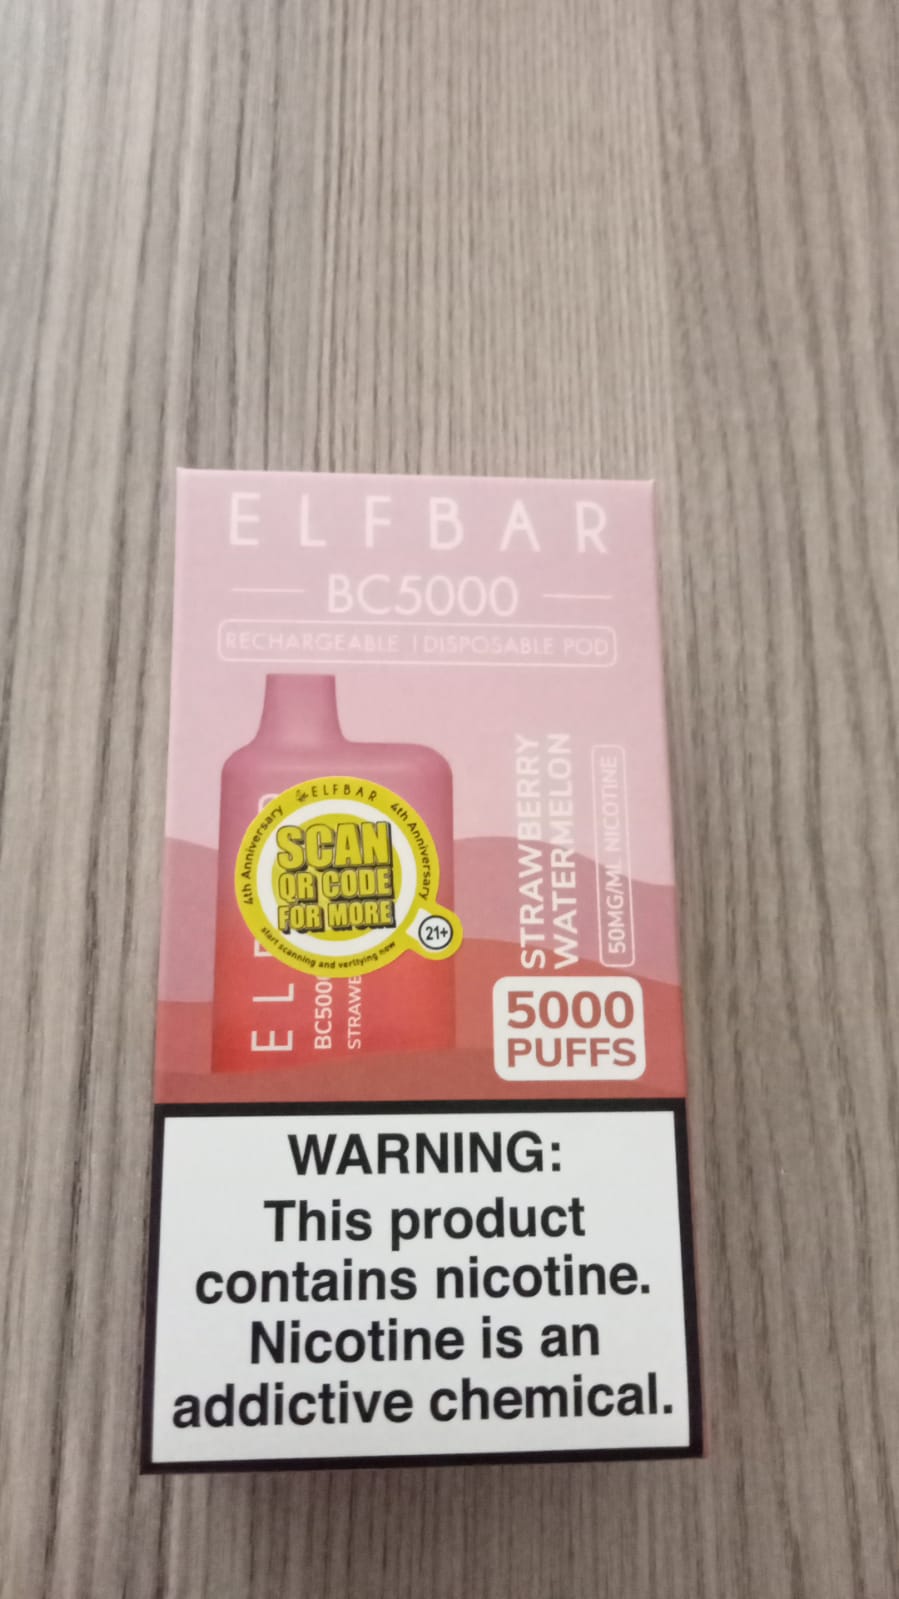 ELFBAR
BC5000
RECHARGEABLE | DISPOSABLE POD
STRAWBERRY
WATERMELON
50MG/ML NICOTINE
ELFBAR
4th Anniversary
4th Anniversary
SCAN
QR CODE
FOR MORE
start scanning and verttying now
21+
E L
BC5000
STRAWBE
5000
PUFFS
WARNING:
This product
contains nicotine.
Nicotine is an
addictive chemical.